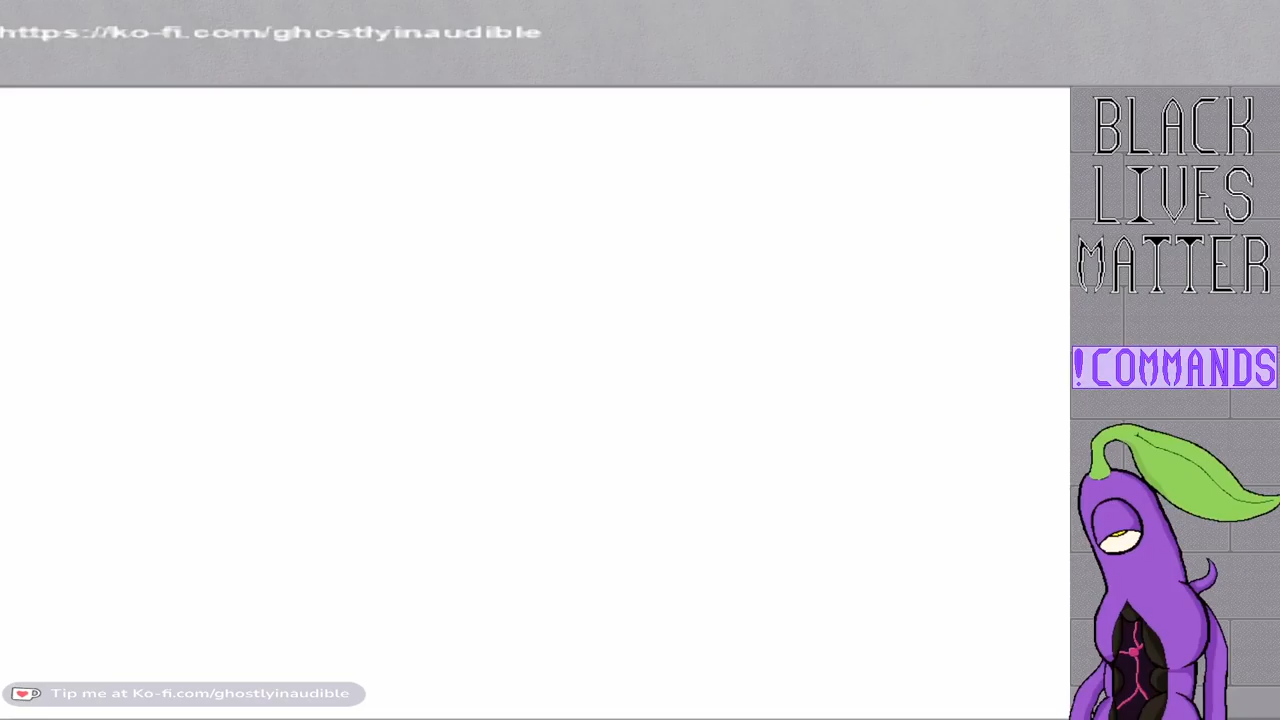 https://ko-fi.com/ghostlyinaudible
BLACK
LIVES
MATTER
!COMMANDS
Tip me at Ko-fi.com/ghostlyinaudible